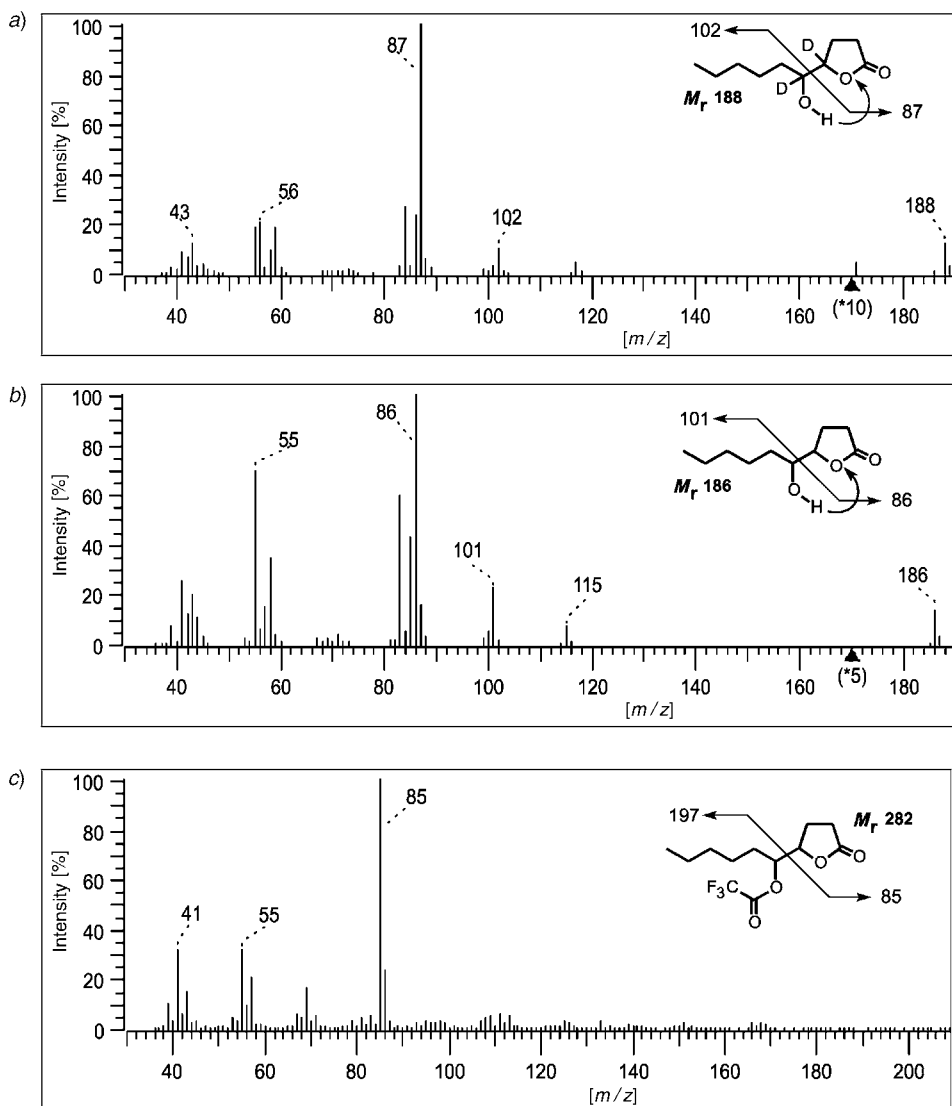 a)
Intensity [%]
100
80
60
40
20
0
43
56
87
102
188
102
D
O
O
D
O
H
Mr 188
87
40 60 80 100 120 140 160 180
(*10)
[m/z]
b)
Intensity [%]
100
80
60
40
20
0
55
86
101
115
186
101
O
O
O
H
Mr 186
86
40 60 80 100 120 140 160 180
(*5)
[m/z]
c)
Intensity [%]
100
80
60
40
20
0
41
55
85
197
Mr 282
O
O
O
F3C
O
85
40 60 80 100 120 140 160 180 200
[m/z]